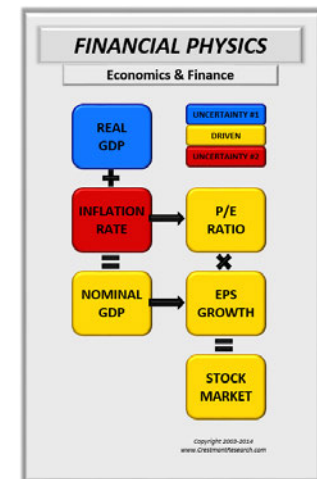 FINANCIAL PHYSICS
Economics & Finance
REAL
GDP
UNCERTAINTY #1
DRIVEN
UNCERTAINTY #2
+
INFLATION
RATE
P/E
RATIO
=
×
NOMINAL
GDP
EPS
GROWTH
=
STOCK
MARKET
Copyright 2003-2014
www.CrestmontResearch.com